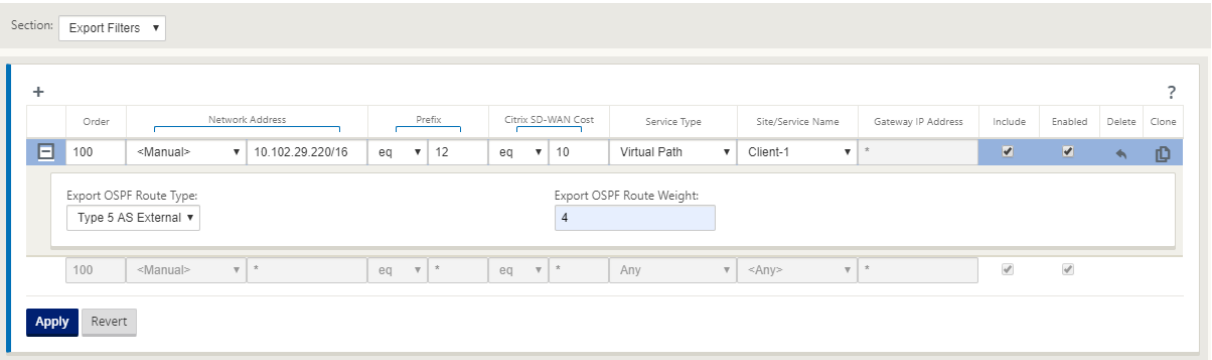 Section: Export Filters ▼
+ ?
Order Network Address Prefix Citrix SD-WAN Cost Service Type Site/Service Name Gateway IP Address Include Enabled Delete Clone
100 <Manual> ▼ 10.102.29.220/16 eq ▼ 12 eq ▼ 10 Virtual Path ▼ Client-1 ▼ *
Export OSPF Route Type: Export OSPF Route Weight:
Type 5 AS External ▼ 4
100 <Manual> ▼ * eq ▼ * eq ▼ * Any ▼ <Any> ▼ *
Apply Revert